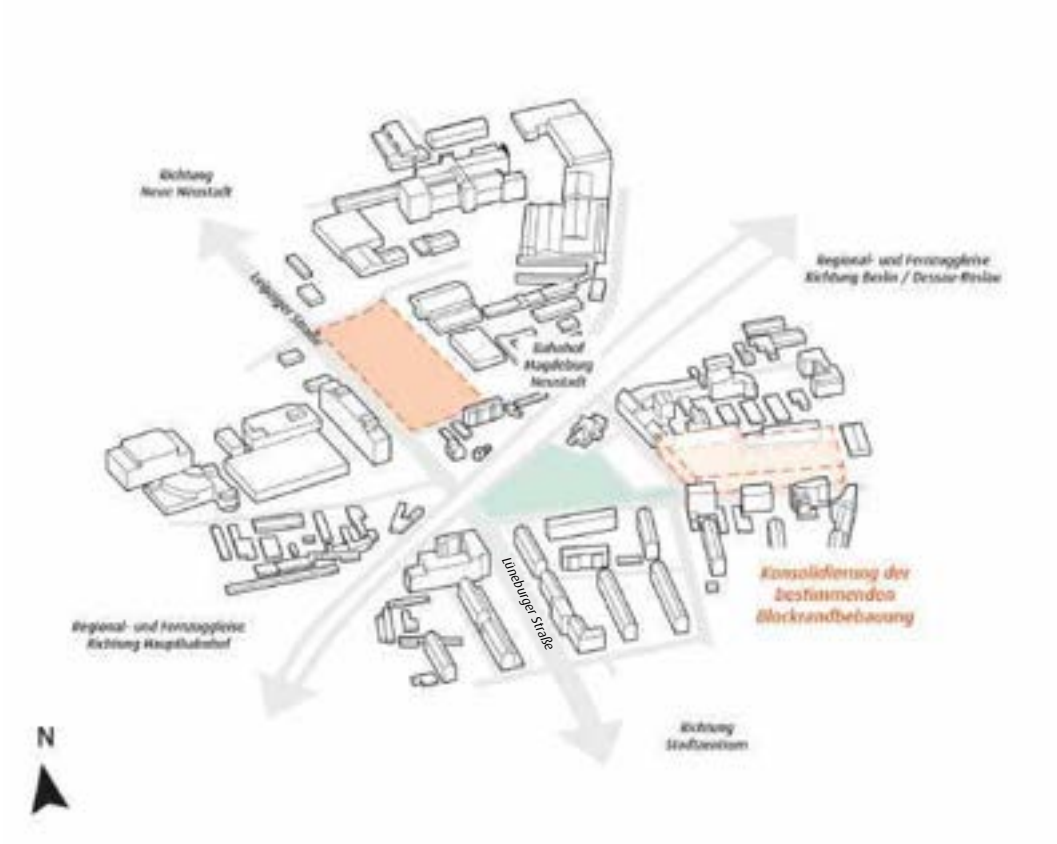 Richtung
Neue Neustadt
Regional- und Fernzuggleise
Richtung Berlin / Dessau-Roslau
Leipziger Straße
Bahnhof
Magdeburg
Neustadt
Lüneburger Straße
Konsolidierung der
bestimmenden
Blockrandbebauung
Regional- und Fernzuggleise
Richtung Hauptbahnhof
Richtung
Stadtzentrum
N